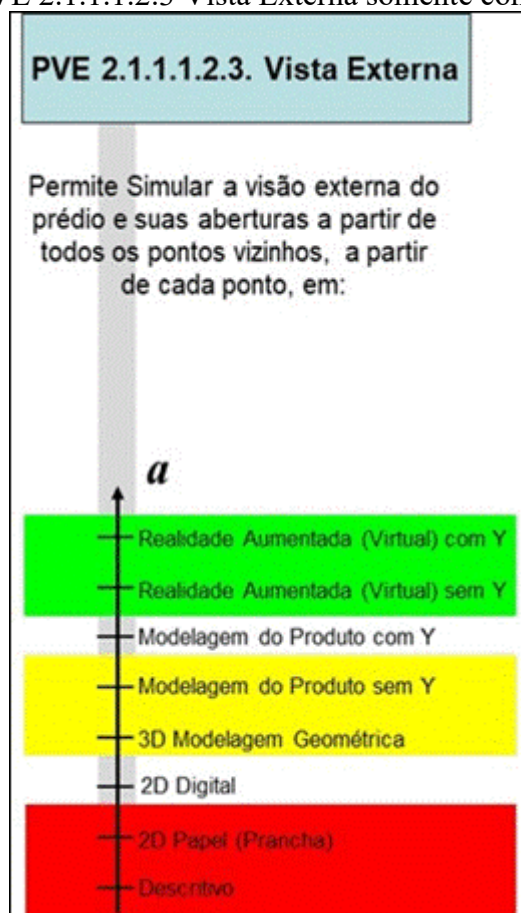 PVE 2.1.1.1.2.3. Vista Externa
Permite Simular a visão externa do
prédio e suas aberturas a partir de
todos os pontos vizinhos, a partir
de cada ponto, em:
a
Realidade Aumentada (Virtual) com Y
Realidade Aumentada (Virtual) sem Y
Modelagem do Produto com Y
Modelagem do Produto sem Y
3D Modelagem Geométrica
2D Digital
2D Papel (Prancha)
Descritivo